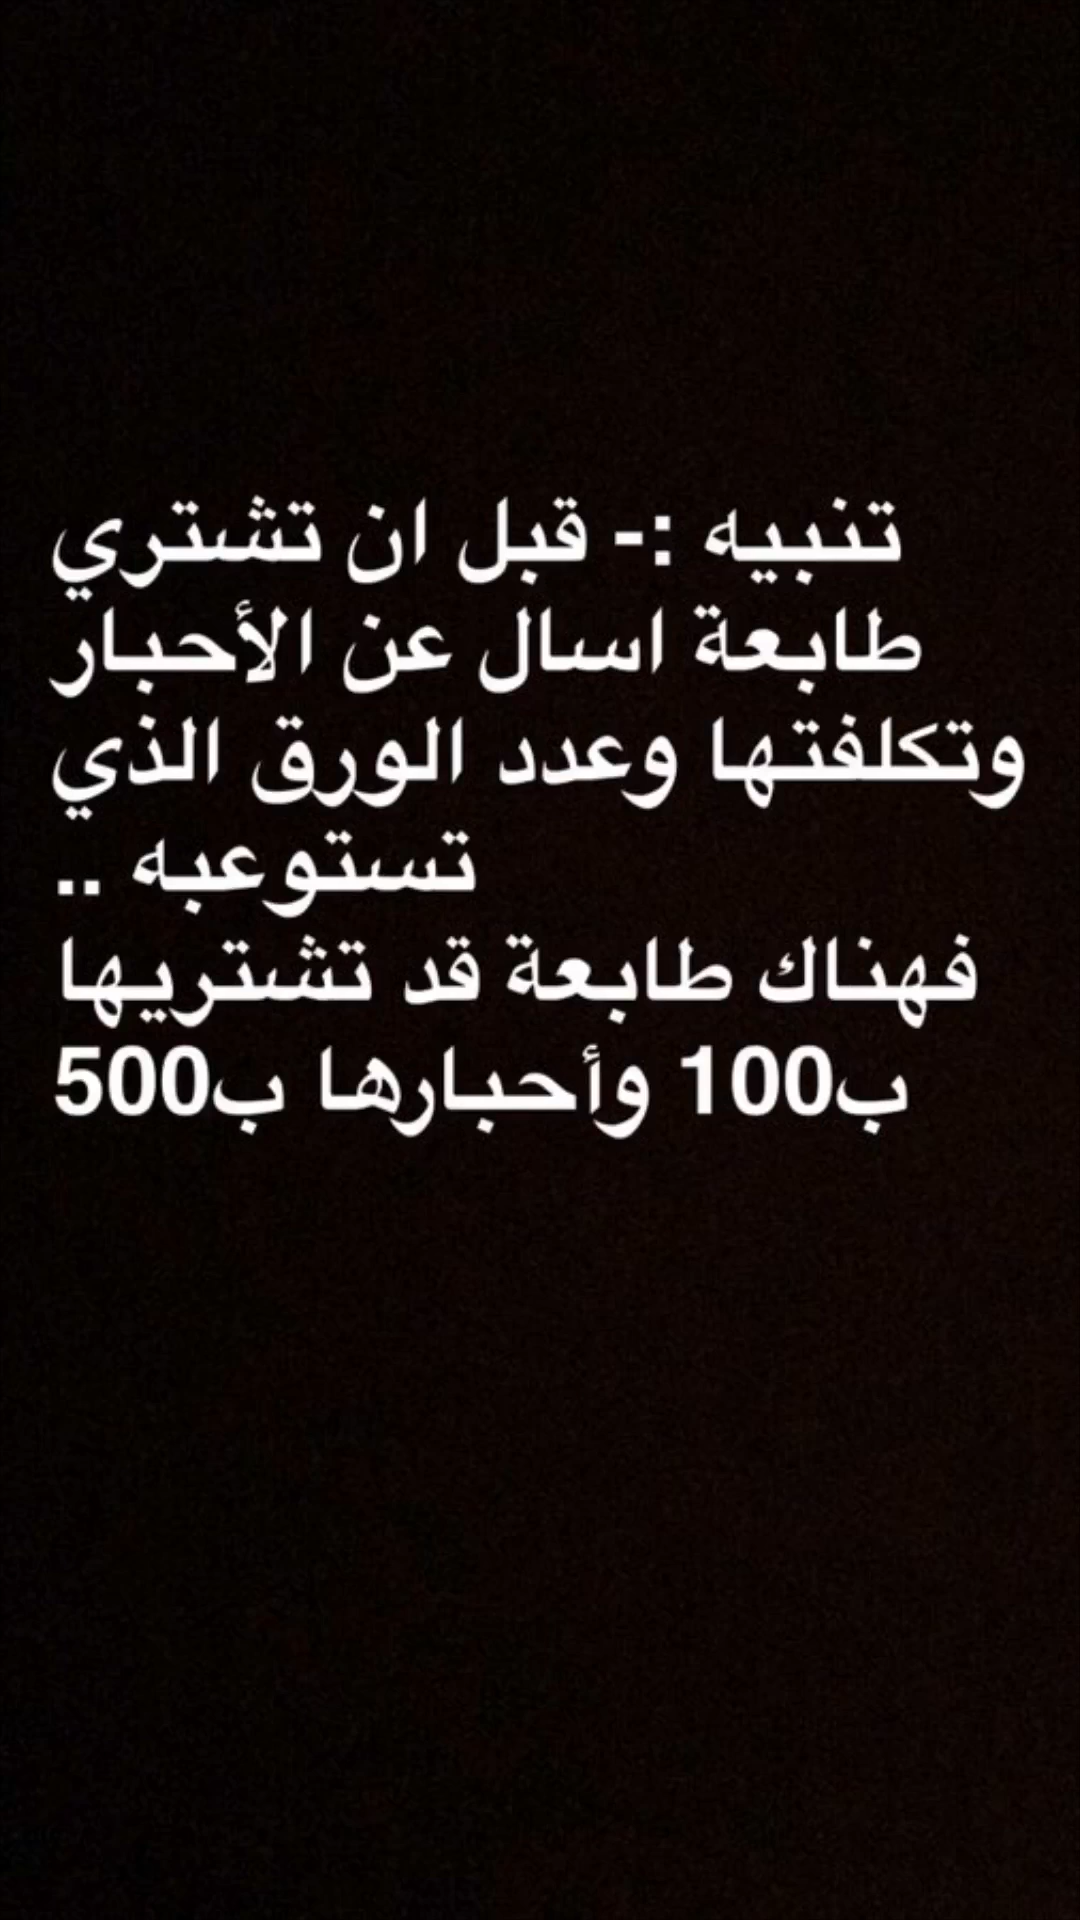 تنبيه :- قبل ان تشتري
طابعة اسال عن الأحبار
وتكلفتها وعدد الورق الذي
تستوعبه ..
فهناك طابعة قد تشتريها
ب100 وأحبارها ب500